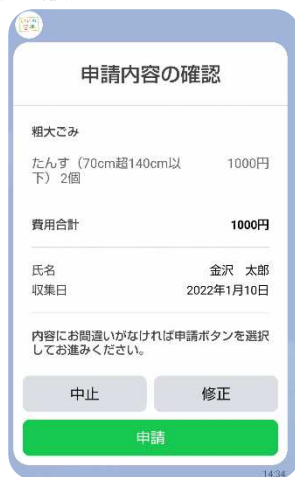 申請内容の確認
粗大ごみ
たんす（70cm超140cm以 1000円
下） 2個
費用合計 1000円
氏名 金沢　太郎
収集日 2022年1月10日
内容にお間違いがなければ申請ボタンを選択
してお進みください。
中止 修正
申請
14:34